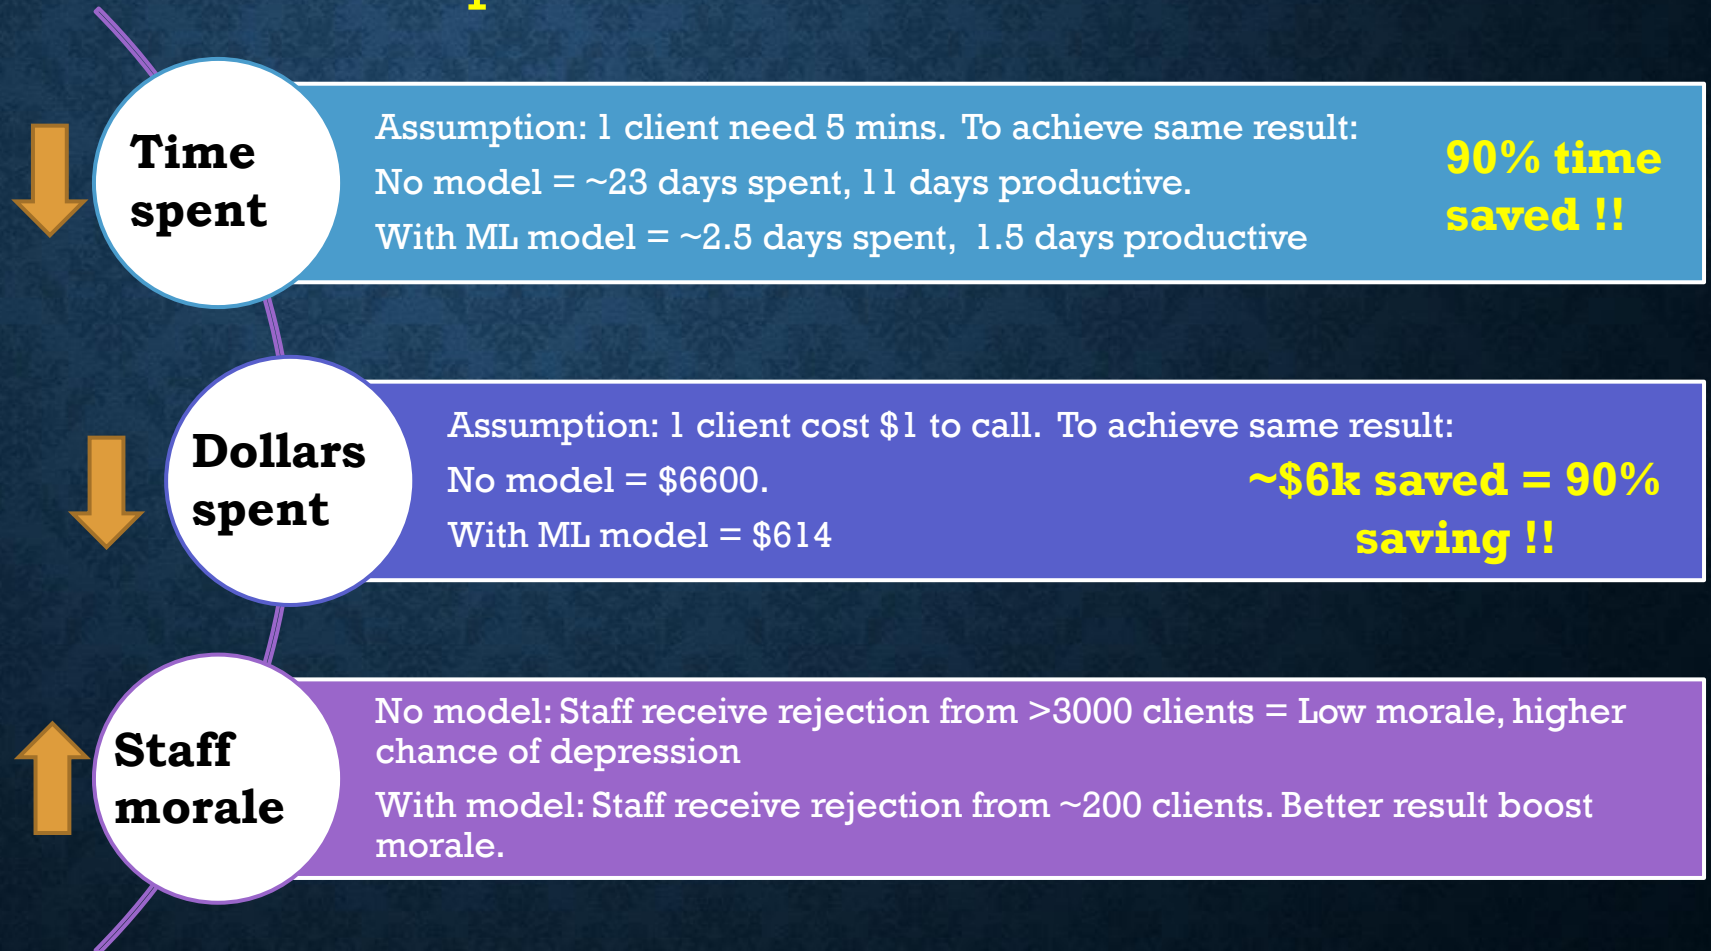 Time
spent
Assumption: 1 client need 5 mins. To achieve same result:
No model = ~23 days spent, 11 days productive.
With ML model = ~2.5 days spent, 1.5 days productive
90% time
saved !!
Dollars
spent
Assumption: 1 client cost $1 to call. To achieve same result:
No model = $6600.
With ML model = $614
~$6k saved = 90%
saving !!
Staff
morale
No model: Staff receive rejection from >3000 clients = Low morale, higher
chance of depression
With model: Staff receive rejection from ~200 clients. Better result boost
morale.